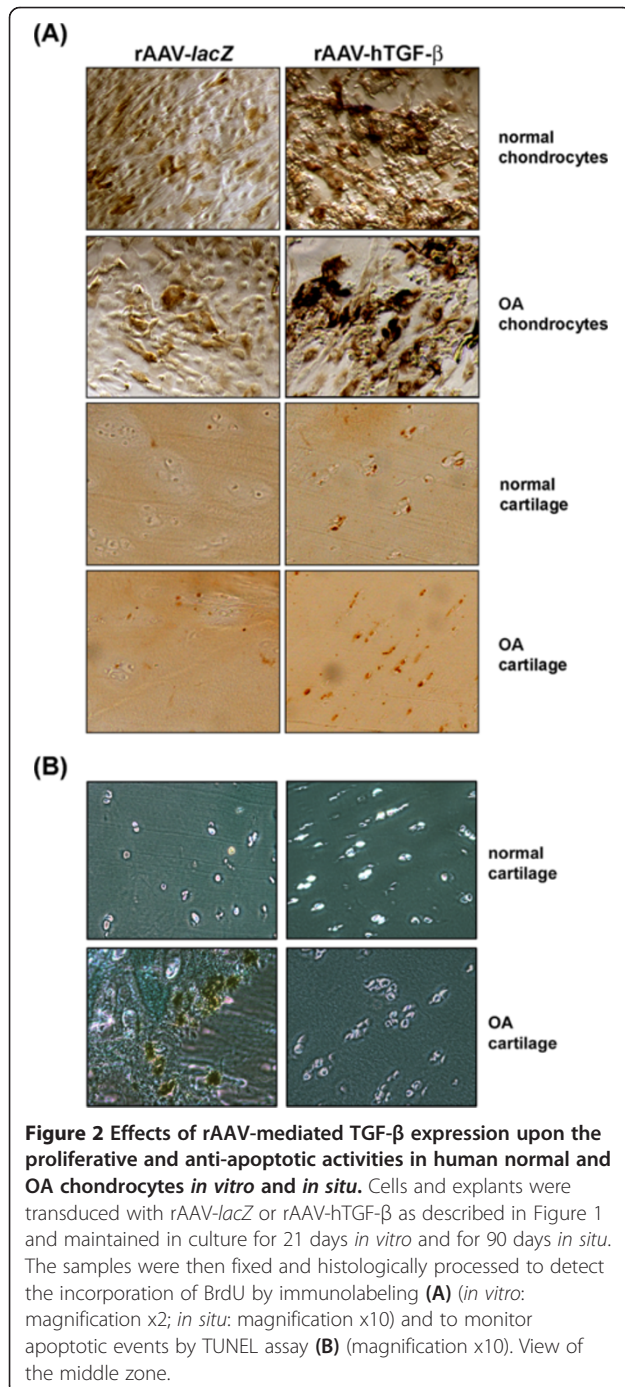 (A)
rAAV-lacZ rAAV-hTGF-β
normal
chondrocytes
OA
chondrocytes
normal
cartilage
OA
cartilage
(B)
normal
cartilage
OA
cartilage
Figure 2 Effects of rAAV-mediated TGF-β expression upon the
proliferative and anti-apoptotic activities in human normal and
OA chondrocytes in vitro and in situ. Cells and explants were
transduced with rAAV-lacZ or rAAV-hTGF-β as described in Figure 1
and maintained in culture for 21 days in vitro and for 90 days in situ.
The samples were then fixed and histologically processed to detect
the incorporation of BrdU by immunolabeling (A) (in vitro:
magnification x2; in situ: magnification x10) and to monitor
apoptotic events by TUNEL assay (B) (magnification x10). View of
the middle zone.